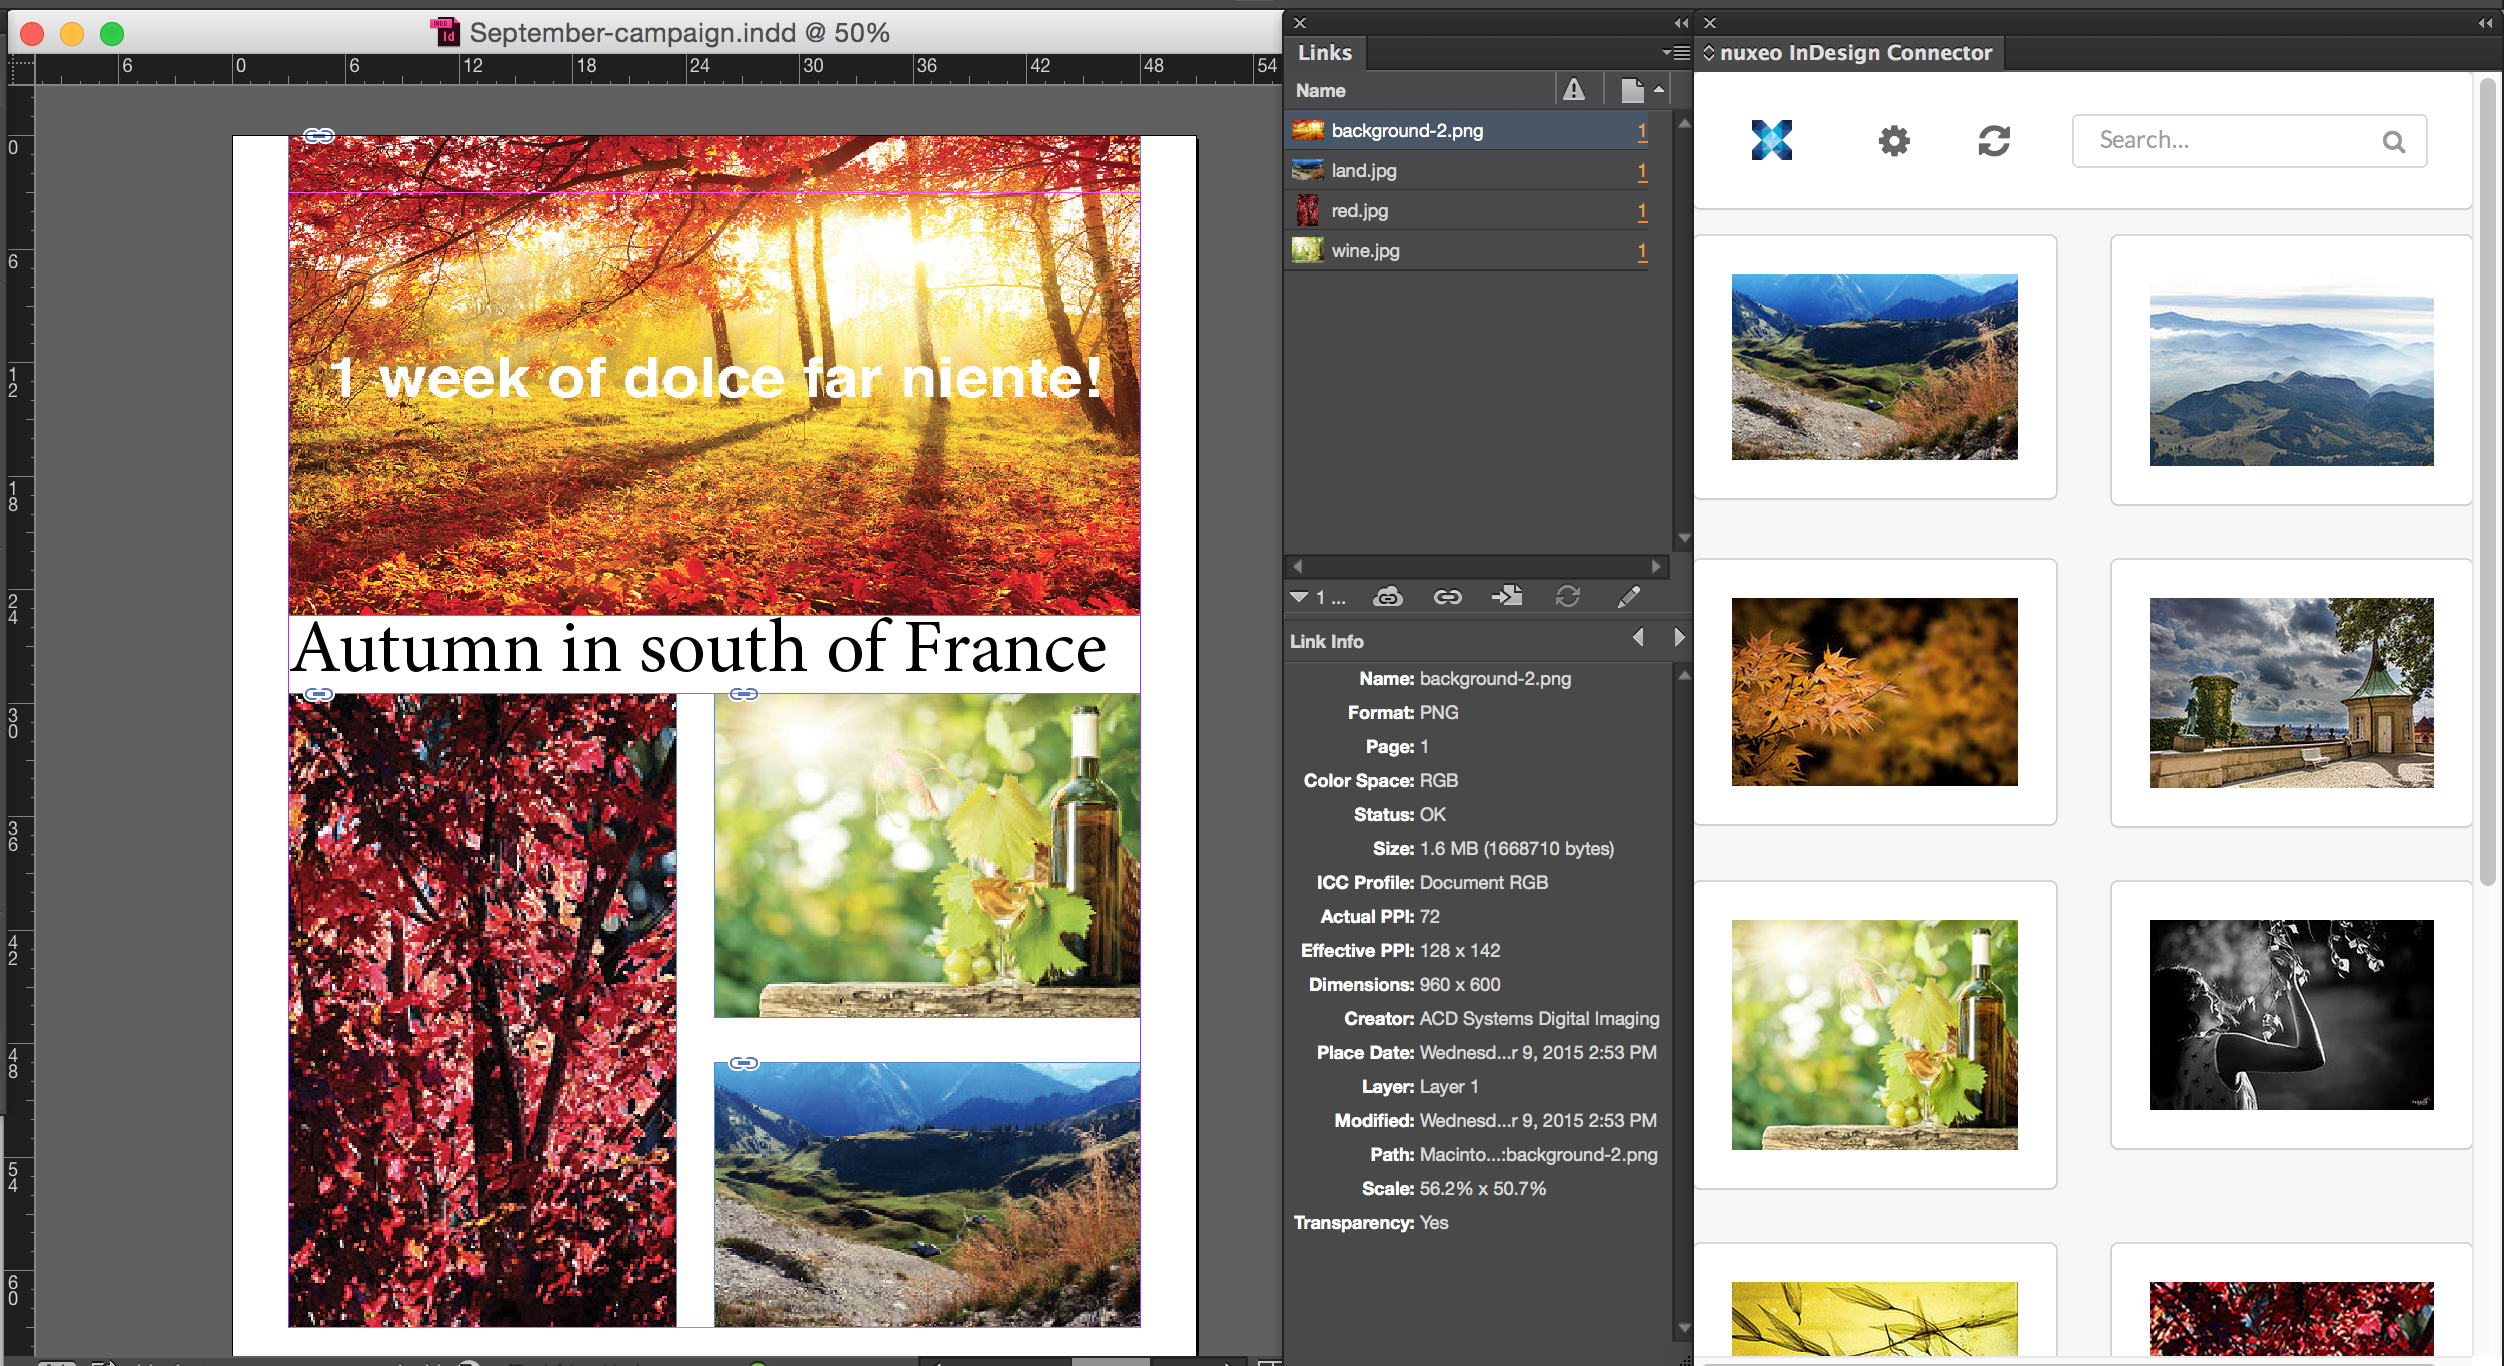 September-campaign.indd @ 50%
6 0 6 12 18 24 30 36 42 48 54
0
6
12
18
24
30
36
42
48
54
60
1 week of dolce far niente!
Autumn in south of France
Links
Name
background-2.png 1
land.jpg 1
red.jpg 1
wine.jpg 1
1 ...
Link Info
Name: background-2.png
Format: PNG
Page: 1
Color Space: RGB
Status: OK
Size: 1.6 MB (1668710 bytes)
ICC Profile: Document RGB
Actual PPI: 72
Effective PPI: 128 x 142
Dimensions: 960 x 600
Creator: ACD Systems Digital Imaging
Place Date: Wednesd...r 9, 2015 2:53 PM
Layer: Layer 1
Modified: Wednesd...r 9, 2015 2:53 PM
Path: Macinto...:background-2.png
Scale: 56.2% x 50.7%
Transparency: Yes
nuxeo InDesign Connector
Search...